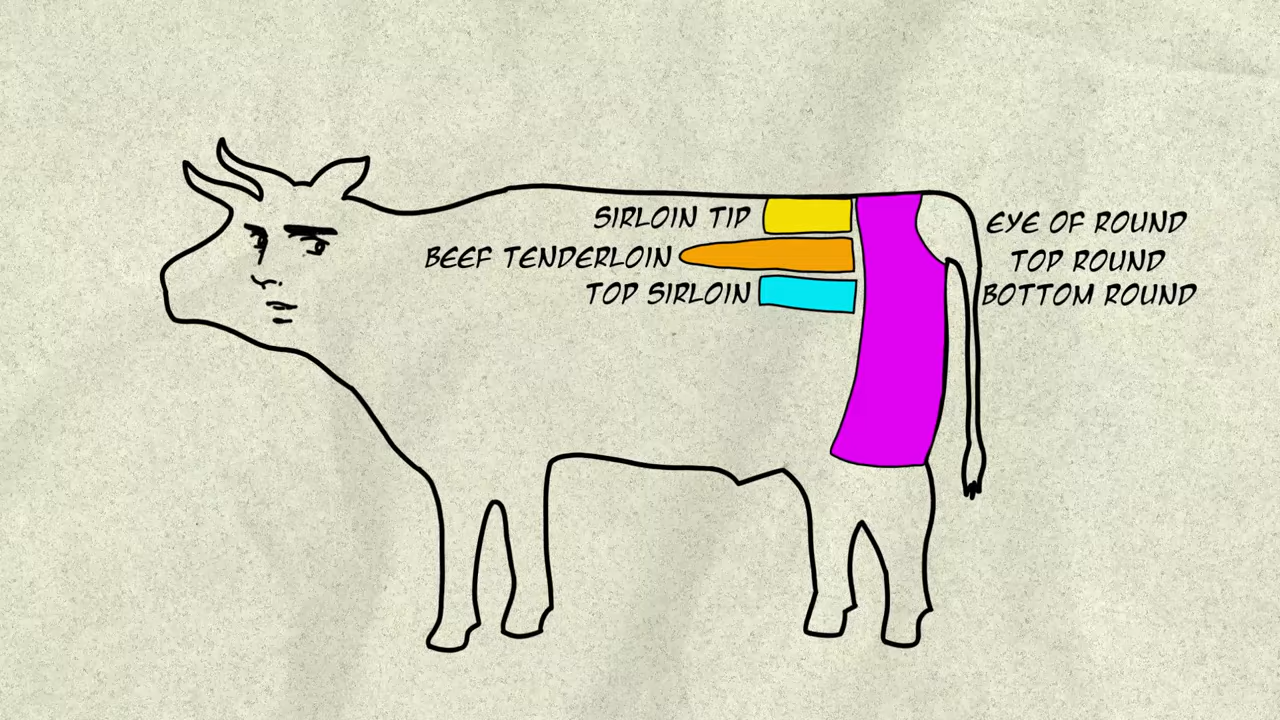 SIRLOIN TIP
BEEF TENDERLOIN
TOP SIRLOIN
EYE OF ROUND
TOP ROUND
BOTTOM ROUND